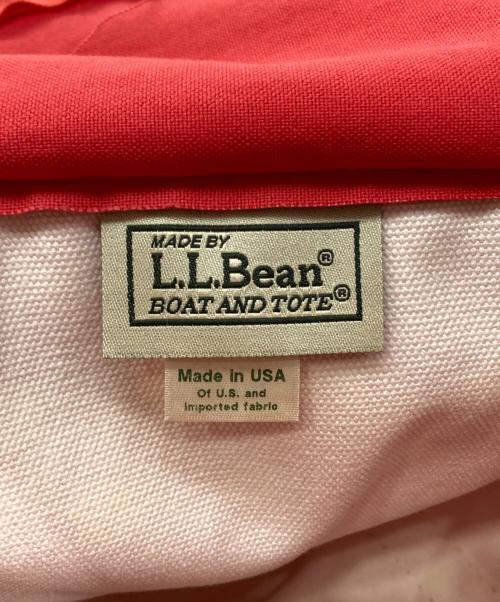 MADE BY
L.L.Bean®
BOAT AND TOTE®
Made in USA
Of U.S. and
imported fabric